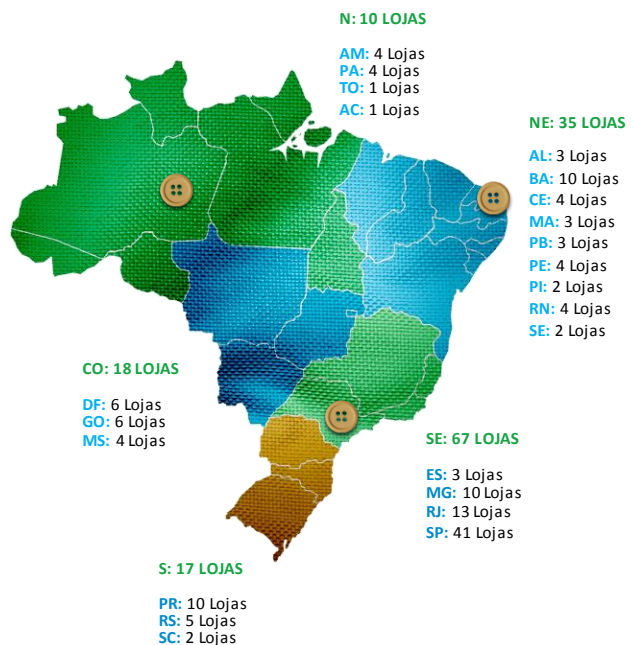 N: 10 LOJAS
AM: 4 Lojas
PA: 4 Lojas
TO: 1 Lojas
AC: 1 Lojas
NE: 35 LOJAS
AL: 3 Lojas
BA: 10 Lojas
CE: 4 Lojas
MA: 3 Lojas
PB: 3 Lojas
PE: 4 Lojas
PI: 2 Lojas
RN: 4 Lojas
SE: 2 Lojas
CO: 18 LOJAS
DF: 6 Lojas
GO: 6 Lojas
MS: 4 Lojas
SE: 67 LOJAS
ES: 3 Lojas
MG: 10 Lojas
RJ: 13 Lojas
SP: 41 Lojas
S: 17 LOJAS
PR: 10 Lojas
RS: 5 Lojas
SC: 2 Lojas